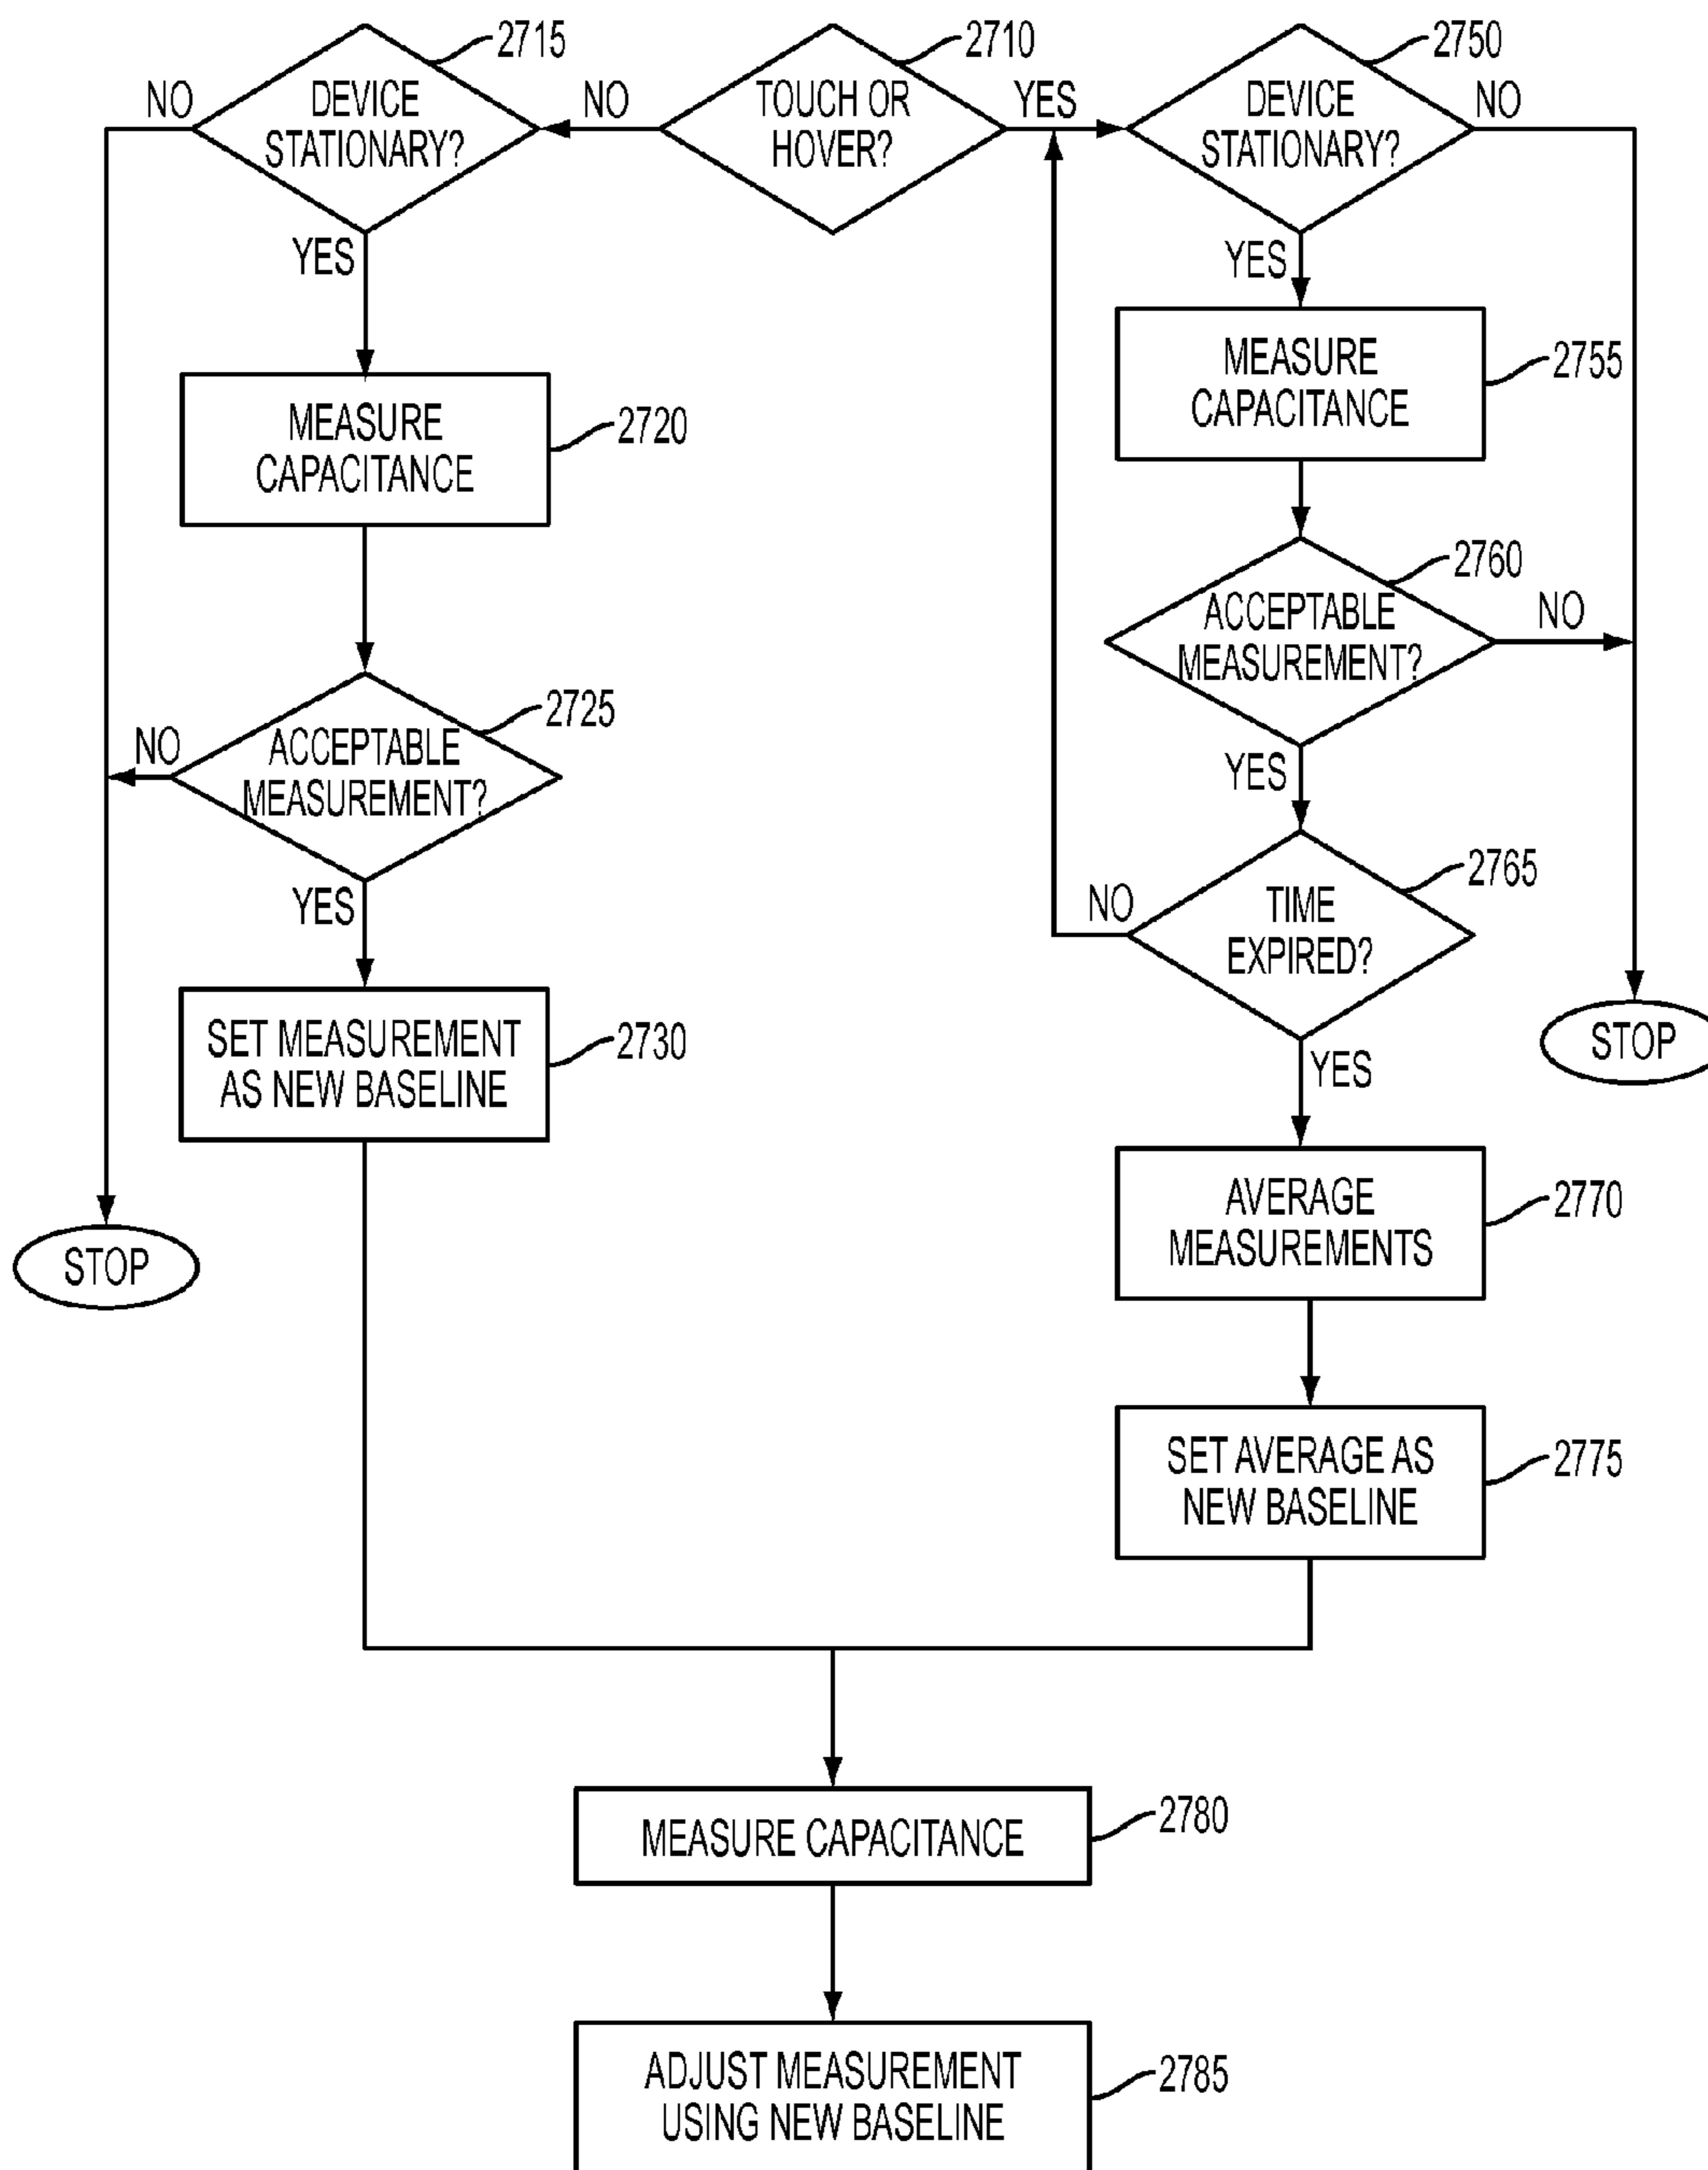 2715
2710
2750
NO
DEVICE
STATIONARY?
NO
TOUCH OR
HOVER?
YES
DEVICE
STATIONARY?
NO
YES
YES
MEASURE
CAPACITANCE
2755
MEASURE
CAPACITANCE
2720
2760
ACCEPTABLE
MEASUREMENT?
NO
2725
NO
ACCEPTABLE
MEASUREMENT?
YES
2765
YES
NO
TIME
EXPIRED?
SET MEASUREMENT
AS NEW BASELINE
2730
STOP
YES
AVERAGE
MEASUREMENTS
2770
STOP
SET AVERAGE AS
NEW BASELINE
2775
MEASURE CAPACITANCE
2780
ADJUST MEASUREMENT
USING NEW BASELINE
2785